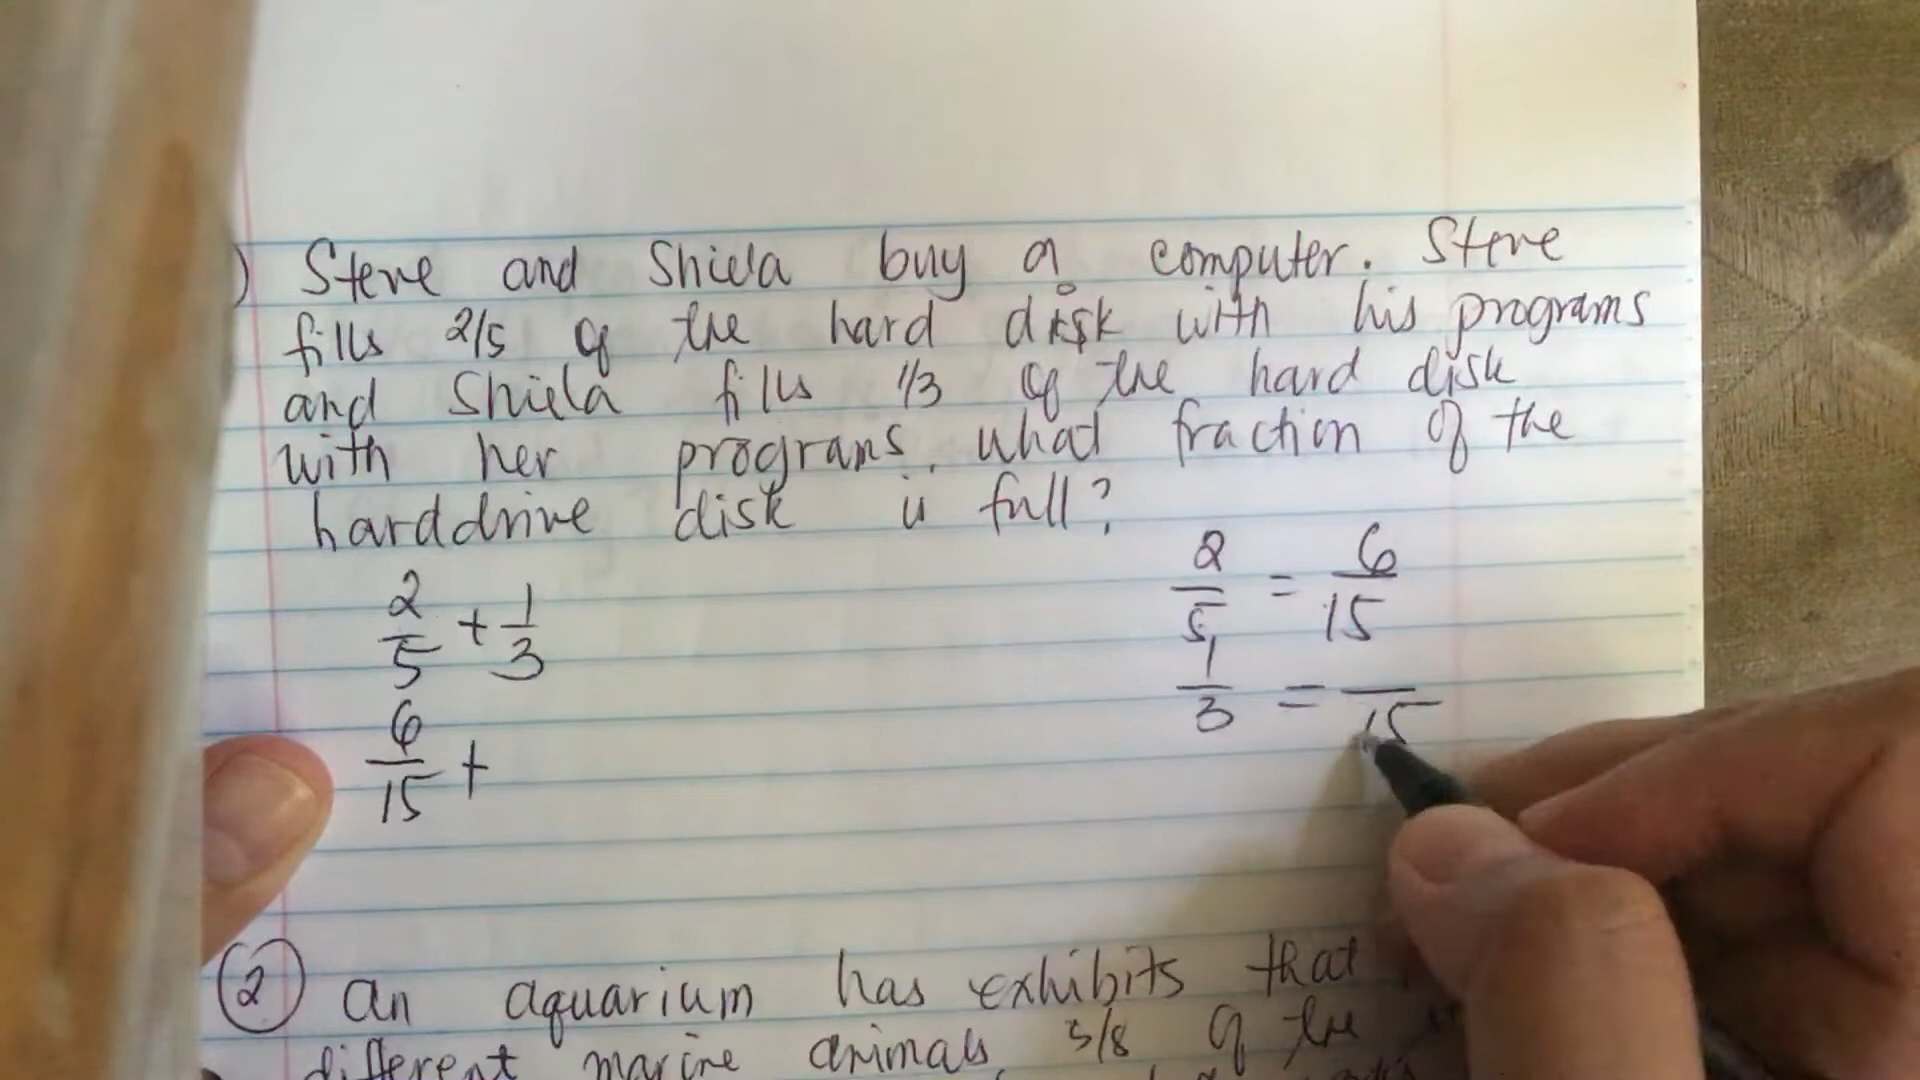 ) Steve and Shiela buy a computer. Steve
fills 2/5 of the hard disk with his programs
and Shiela fills 1/3 of the hard disk
with her programs. what fraction of the
harddrive disk is full?
2/5 = 6/15
2/5 + 1/3
1/3 = /15
6/15 +
2 an aquarium has exhibits that
different marine animals 3/8 of the